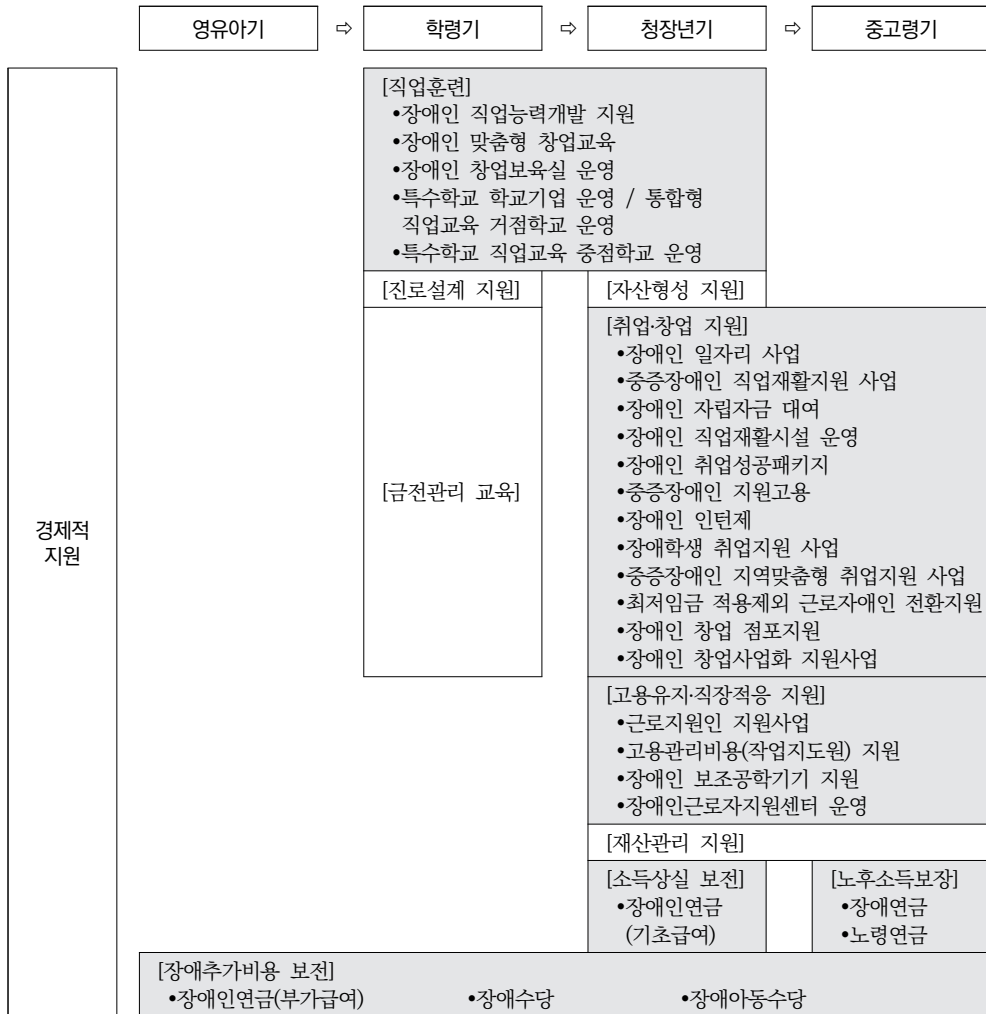 영유아기 ⇨ 학령기 ⇨ 청장년기 ⇨ 중고령기
[직업훈련]
•장애인 직업능력개발 지원
•장애인 맞춤형 창업교육
•장애인 창업보육실 운영
•특수학교 학교기업 운영 / 통합형
직업교육 거점학교 운영
•특수학교 직업교육 중점학교 운영
[진로설계 지원] [자산형성 지원]
[취업·창업 지원]
•장애인 일자리 사업
•중증장애인 직업재활지원 사업
•장애인 자립자금 대여
•장애인 직업재활시설 운영
•장애인 취업성공패키지
[금전관리 교육]
•중증장애인 지원고용
•장애인 인턴제
경제적
지원
•장애학생 취업지원 사업
•중증장애인 지역맞춤형 취업지원 사업
•최저임금 적용제외 근로자애인 전환지원
•장애인 창업 점포지원
•장애인 창업사업화 지원사업
[고용유지·직장적응 지원]
•근로지원인 지원사업
•고용관리비용(작업지도원) 지원
•장애인 보조공학기기 지원
•장애인근로자지원센터 운영
[재산관리 지원]
[소득상실 보전] [노후소득보장]
•장애인연금 •장애연금
(기초급여) •노령연금
[장애추가비용 보전]
•장애인연금(부가급여) •장애수당 •장애아동수당